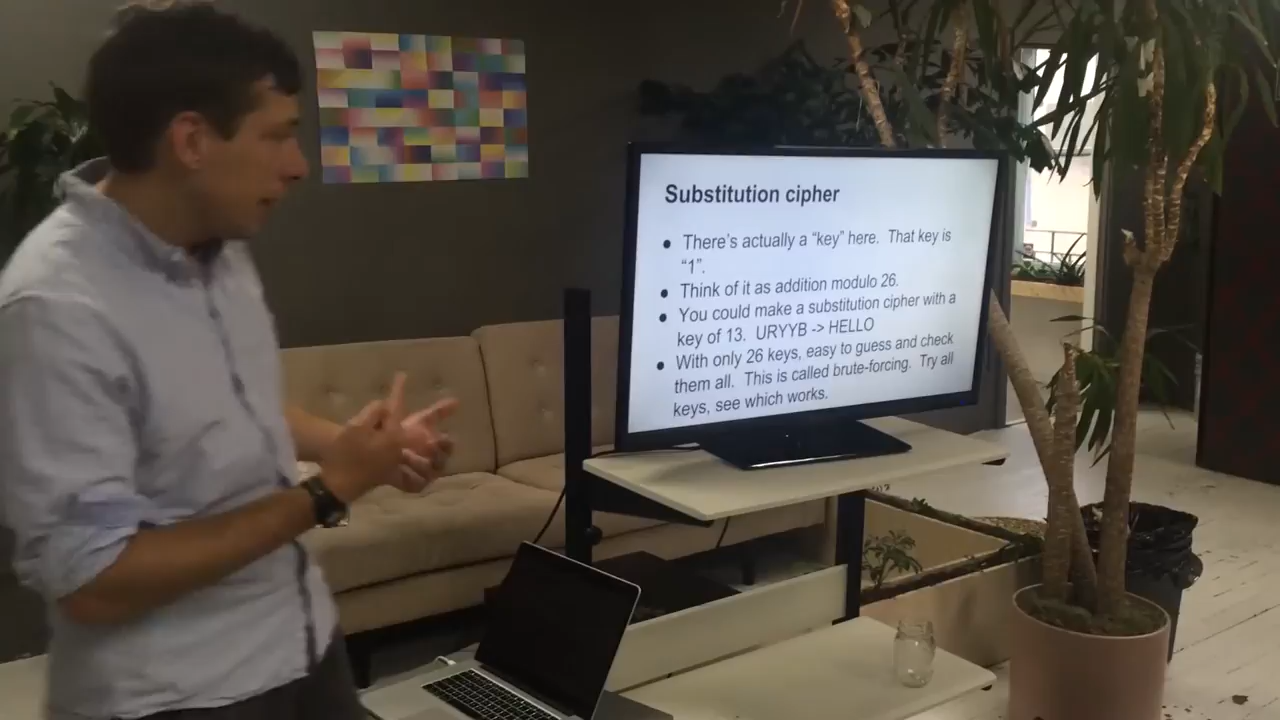 Substitution cipher
● There's actually a “key” here. That key is
“1”.
● Think of it as addition modulo 26.
● You could make a substitution cipher with a
key of 13. URYYB -> HELLO
● With only 26 keys, easy to guess and check
them all. This is called brute-forcing. Try all
keys, see which works.